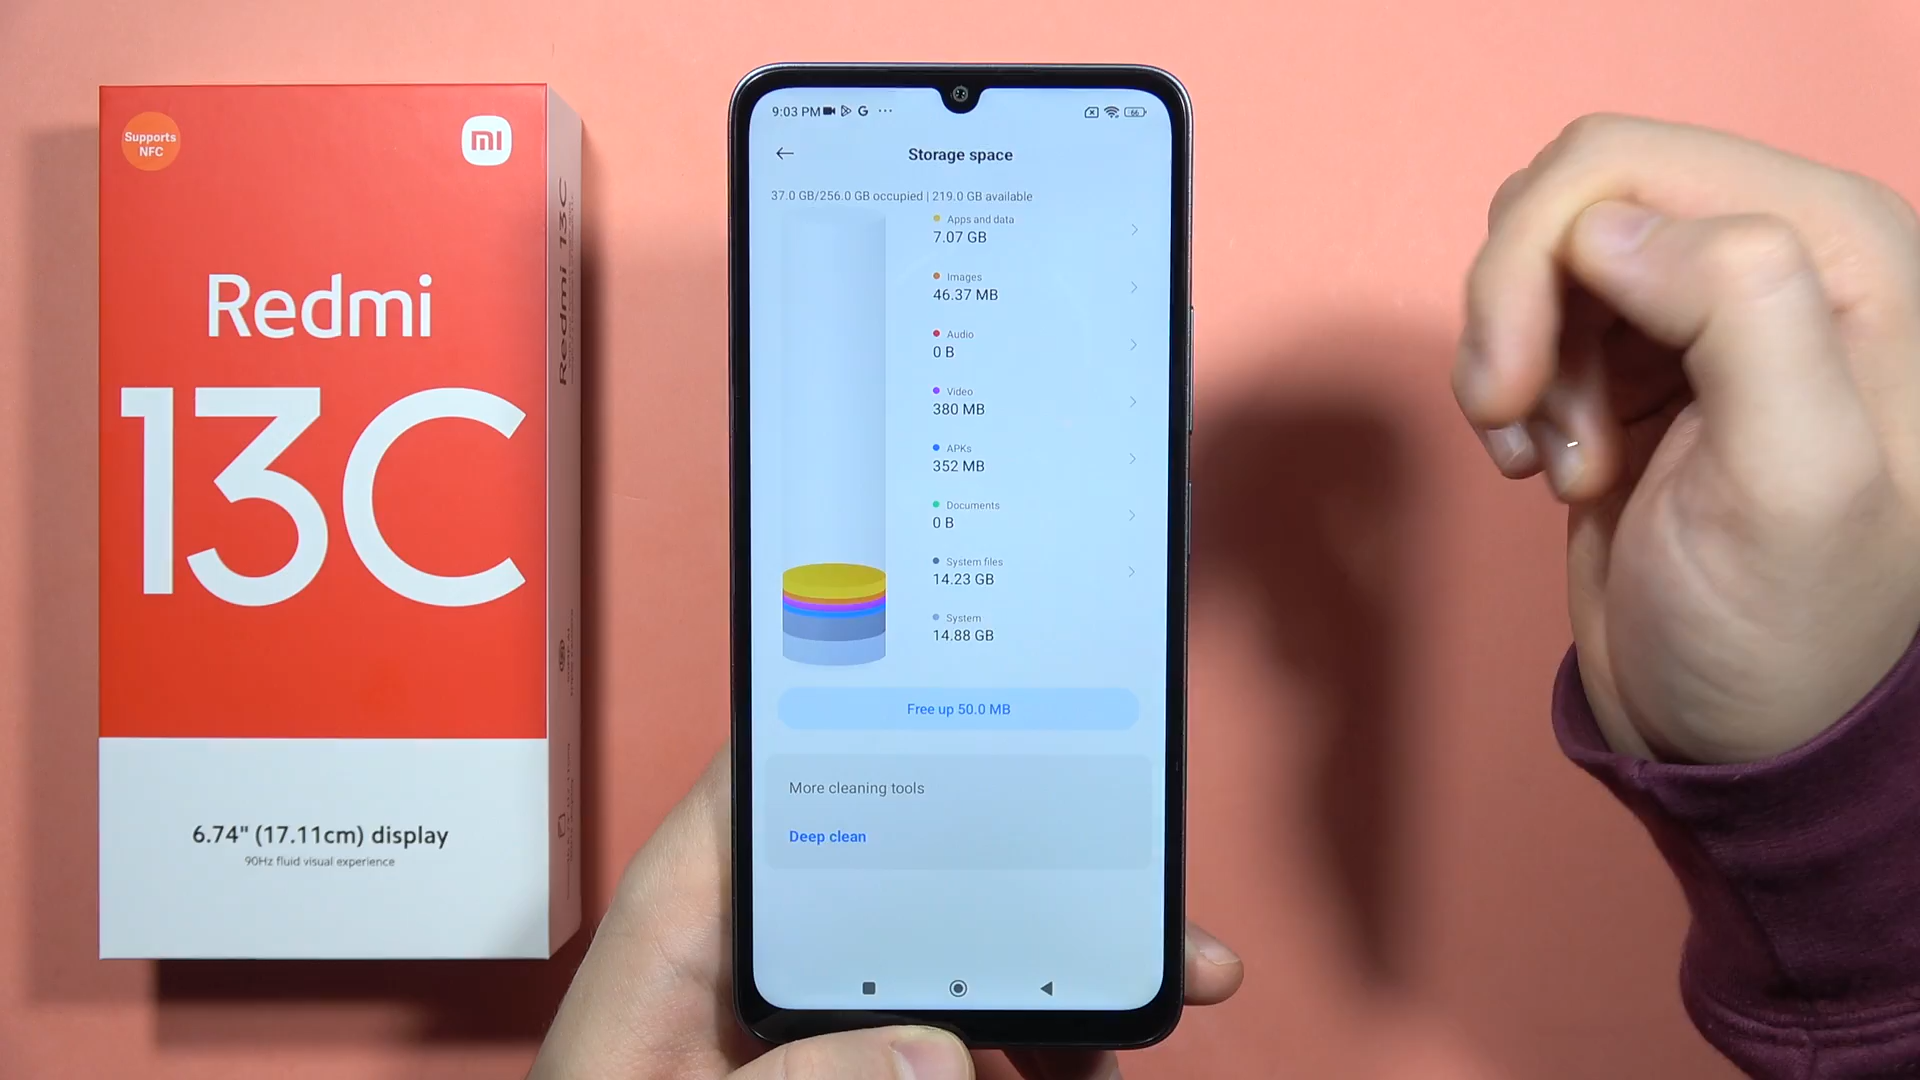 Supports
NFC
mi
Redmi
13C
6.74" (17.11cm) display
90Hz fluid visual experience
Redmi 13C
9:03 PM
G
66
Storage space
37.0 GB/256.0 GB occupied | 219.0 GB available
Apps and data
7.07 GB
Images
46.37 MB
Audio
0 B
Video
380 MB
APKs
352 MB
Documents
0 B
System files
14.23 GB
System
14.88 GB
Free up 50.0 MB
More cleaning tools
Deep clean